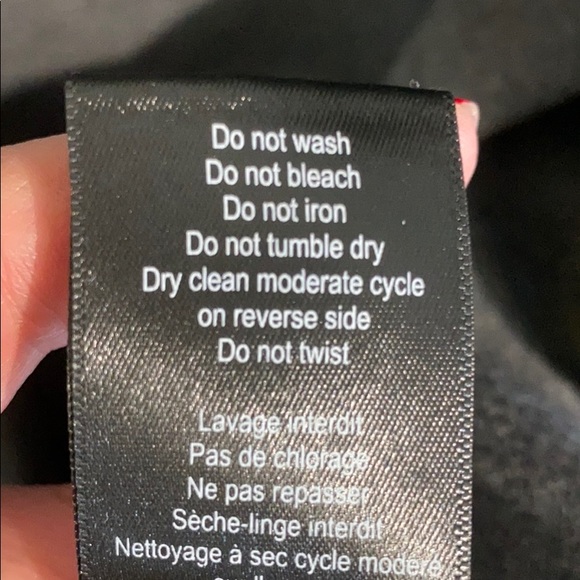 Do not wash
Do not bleach
Do not iron
Do not tumble dry
Dry clean moderate cycle
on reverse side
Do not twist
Lavage interdit
Pas de chlorage
Ne pas repasser
Sèche-linge interdit
Nettoyage à sec cycle modéré